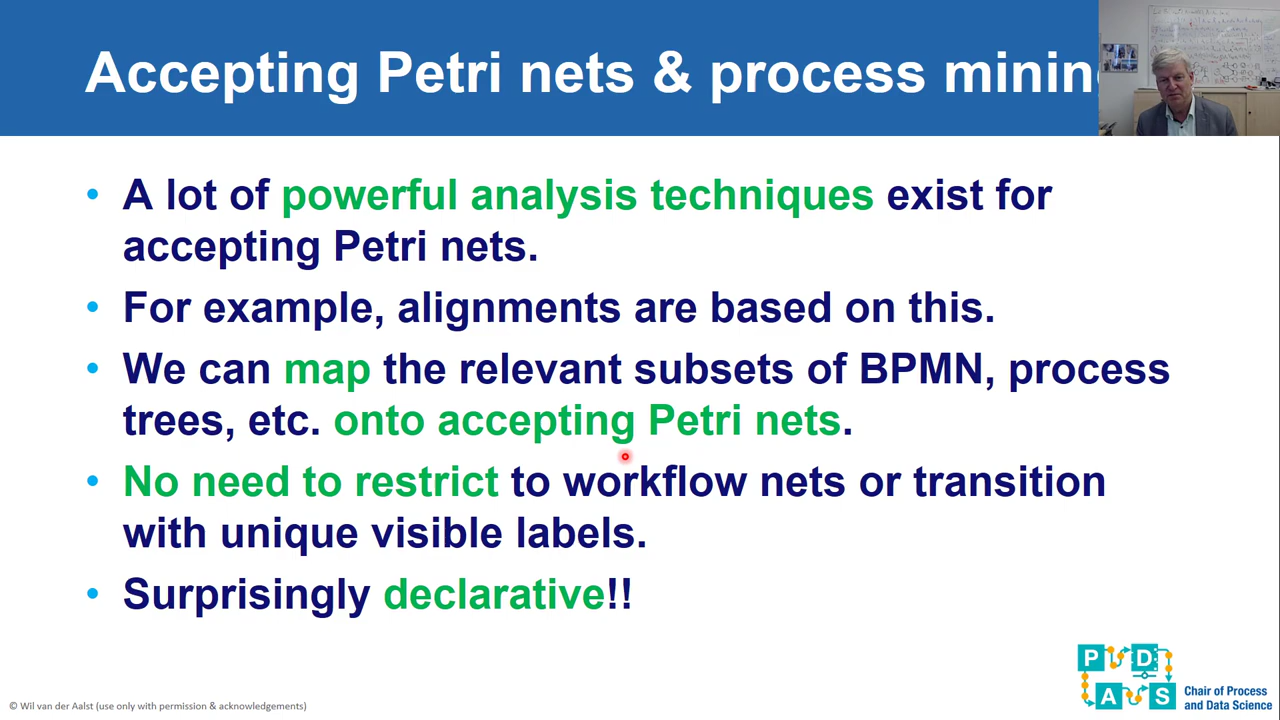 Accepting Petri nets & process minin
• A lot of powerful analysis techniques exist for
accepting Petri nets.
• For example, alignments are based on this.
• We can map the relevant subsets of BPMN, process
trees, etc. onto accepting Petri nets.
• No need to restrict to workflow nets or transition
with unique visible labels.
• Surprisingly declarative!!
P D
A S
Chair of Process
and Data Science
© Wil van der Aalst (use only with permission & acknowledgements)